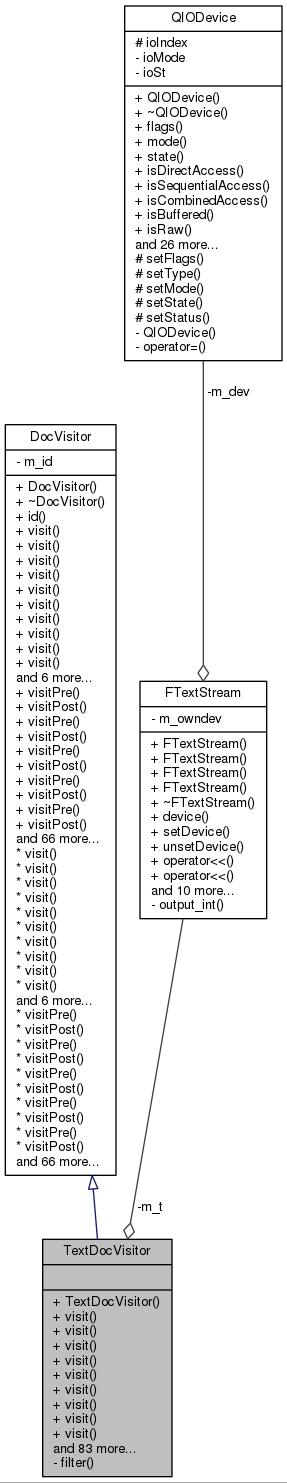 QIODevice
# ioIndex
- ioMode
- ioSt
+ QIODevice()
+ ~QIODevice()
+ flags()
+ mode()
+ state()
+ isDirectAccess()
+ isSequentialAccess()
+ isCombinedAccess()
+ isBuffered()
+ isRaw()
and 26 more...
# setFlags()
# setType()
# setMode()
# setState()
# setStatus()
- QIODevice()
- operator=()
-m_dev
DocVisitor
- m_id
+ DocVisitor()
+ ~DocVisitor()
+ id()
+ visit()
+ visit()
+ visit()
+ visit()
+ visit()
+ visit()
+ visit()
+ visit()
+ visit()
+ visit()
and 6 more...
+ visitPre()
+ visitPost()
+ visitPre()
+ visitPost()
+ visitPre()
+ visitPost()
+ visitPre()
+ visitPost()
+ visitPre()
+ visitPost()
and 66 more...
* visit()
* visit()
* visit()
* visit()
* visit()
* visit()
* visit()
* visit()
* visit()
* visit()
and 6 more...
* visitPre()
* visitPost()
* visitPre()
* visitPost()
* visitPre()
* visitPost()
* visitPre()
* visitPost()
* visitPre()
* visitPost()
and 66 more...
FTextStream
- m_owndev
+ FTextStream()
+ FTextStream()
+ FTextStream()
+ FTextStream()
+ ~FTextStream()
+ device()
+ setDevice()
+ unsetDevice()
+ operator<<()
+ operator<<()
and 10 more...
- output_int()
-m_t
TextDocVisitor
+ TextDocVisitor()
+ visit()
+ visit()
+ visit()
+ visit()
+ visit()
+ visit()
+ visit()
+ visit()
+ visit()
and 83 more...
- filter()